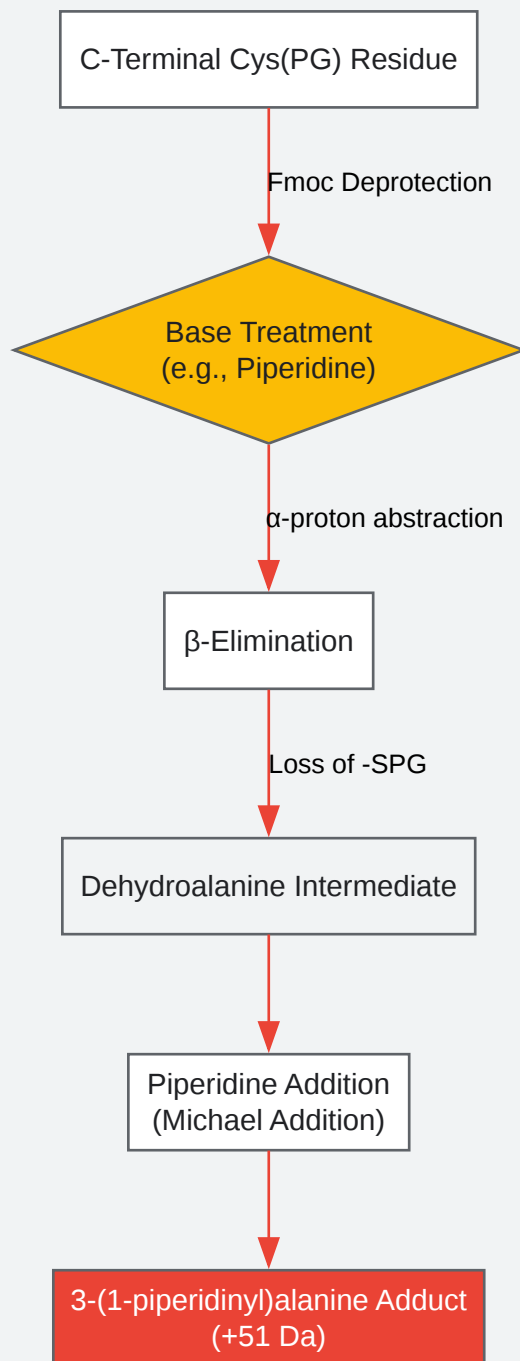 C-Terminal Cys(PG) Residue
Fmoc Deprotection
Base Treatment
(e.g., Piperidine)
α-proton abstraction
β-Elimination
Loss of -SPG
Dehydroalanine Intermediate
Piperidine Addition
(Michael Addition)
3-(1-piperidinyl)alanine Adduct
(+51 Da)